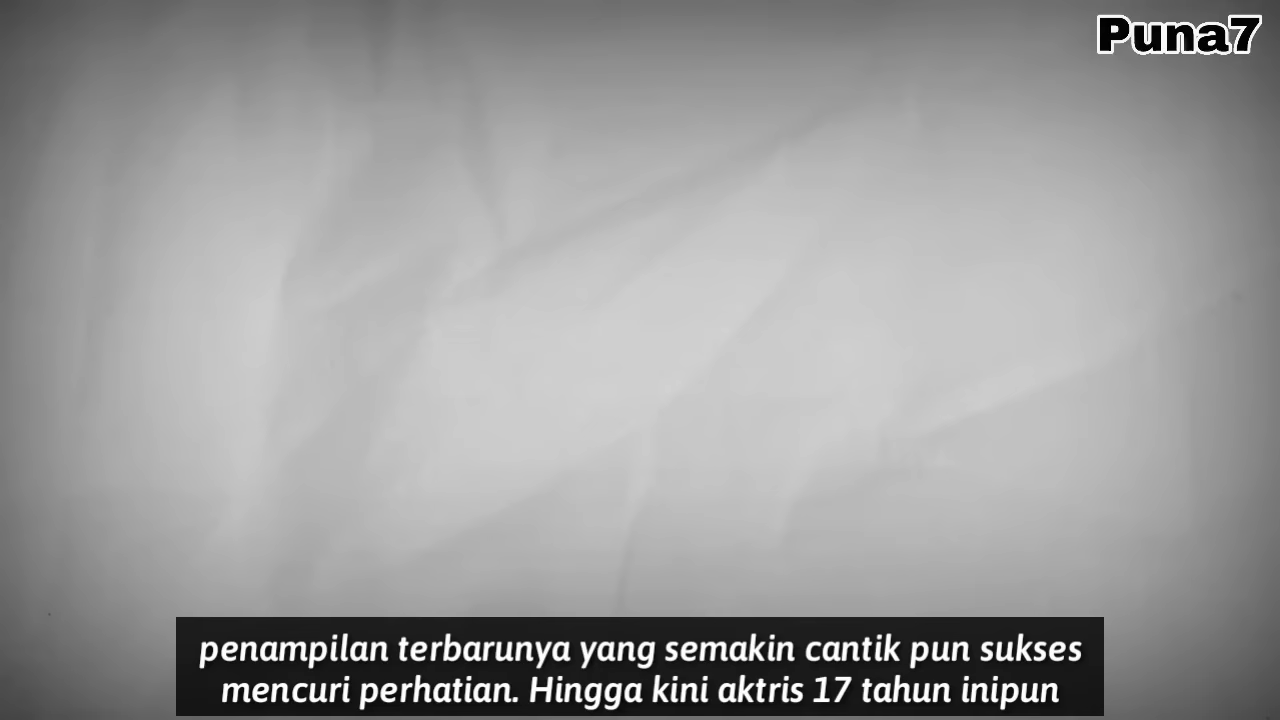 Puna7
penampilan terbarunya yang semakin cantik pun sukses
mencuri perhatian. Hingga kini aktris 17 tahun inipun